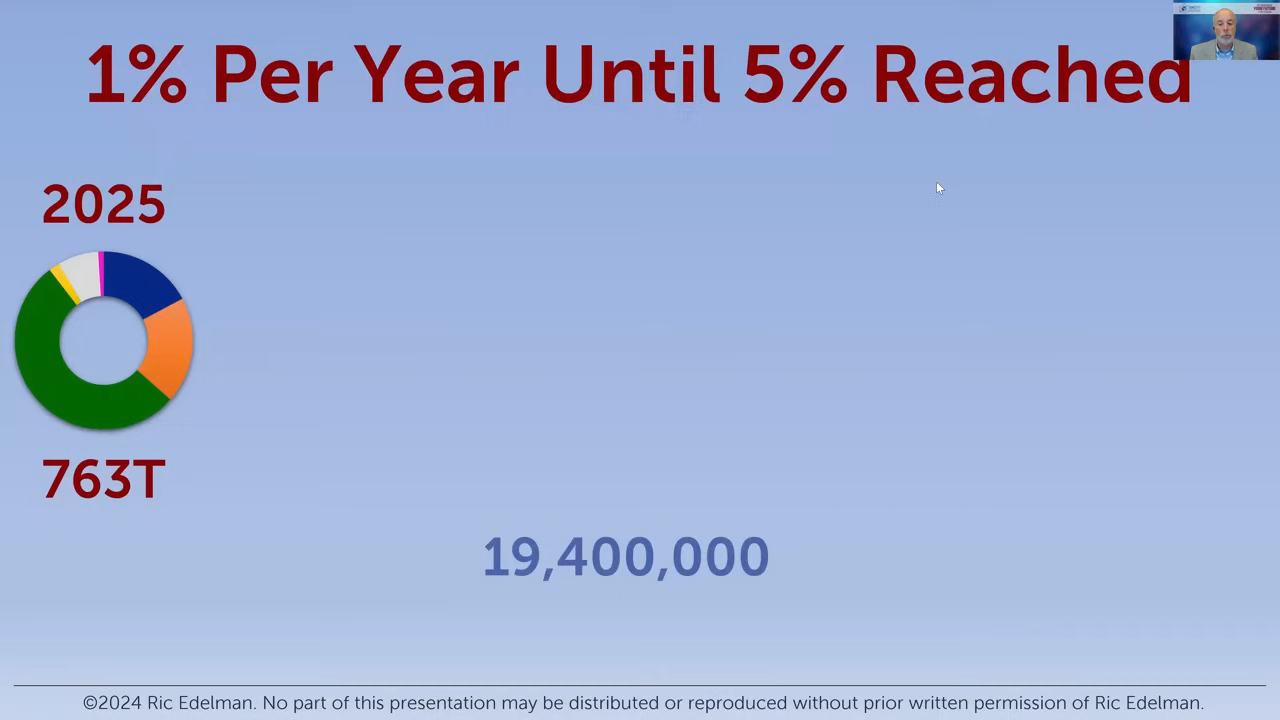 1% Per Year Until 5% Reached
2025
763T
19,400,000
©2024 Ric Edelman. No part of this presentation may be distributed or reproduced without prior written permission of Ric Edelman.